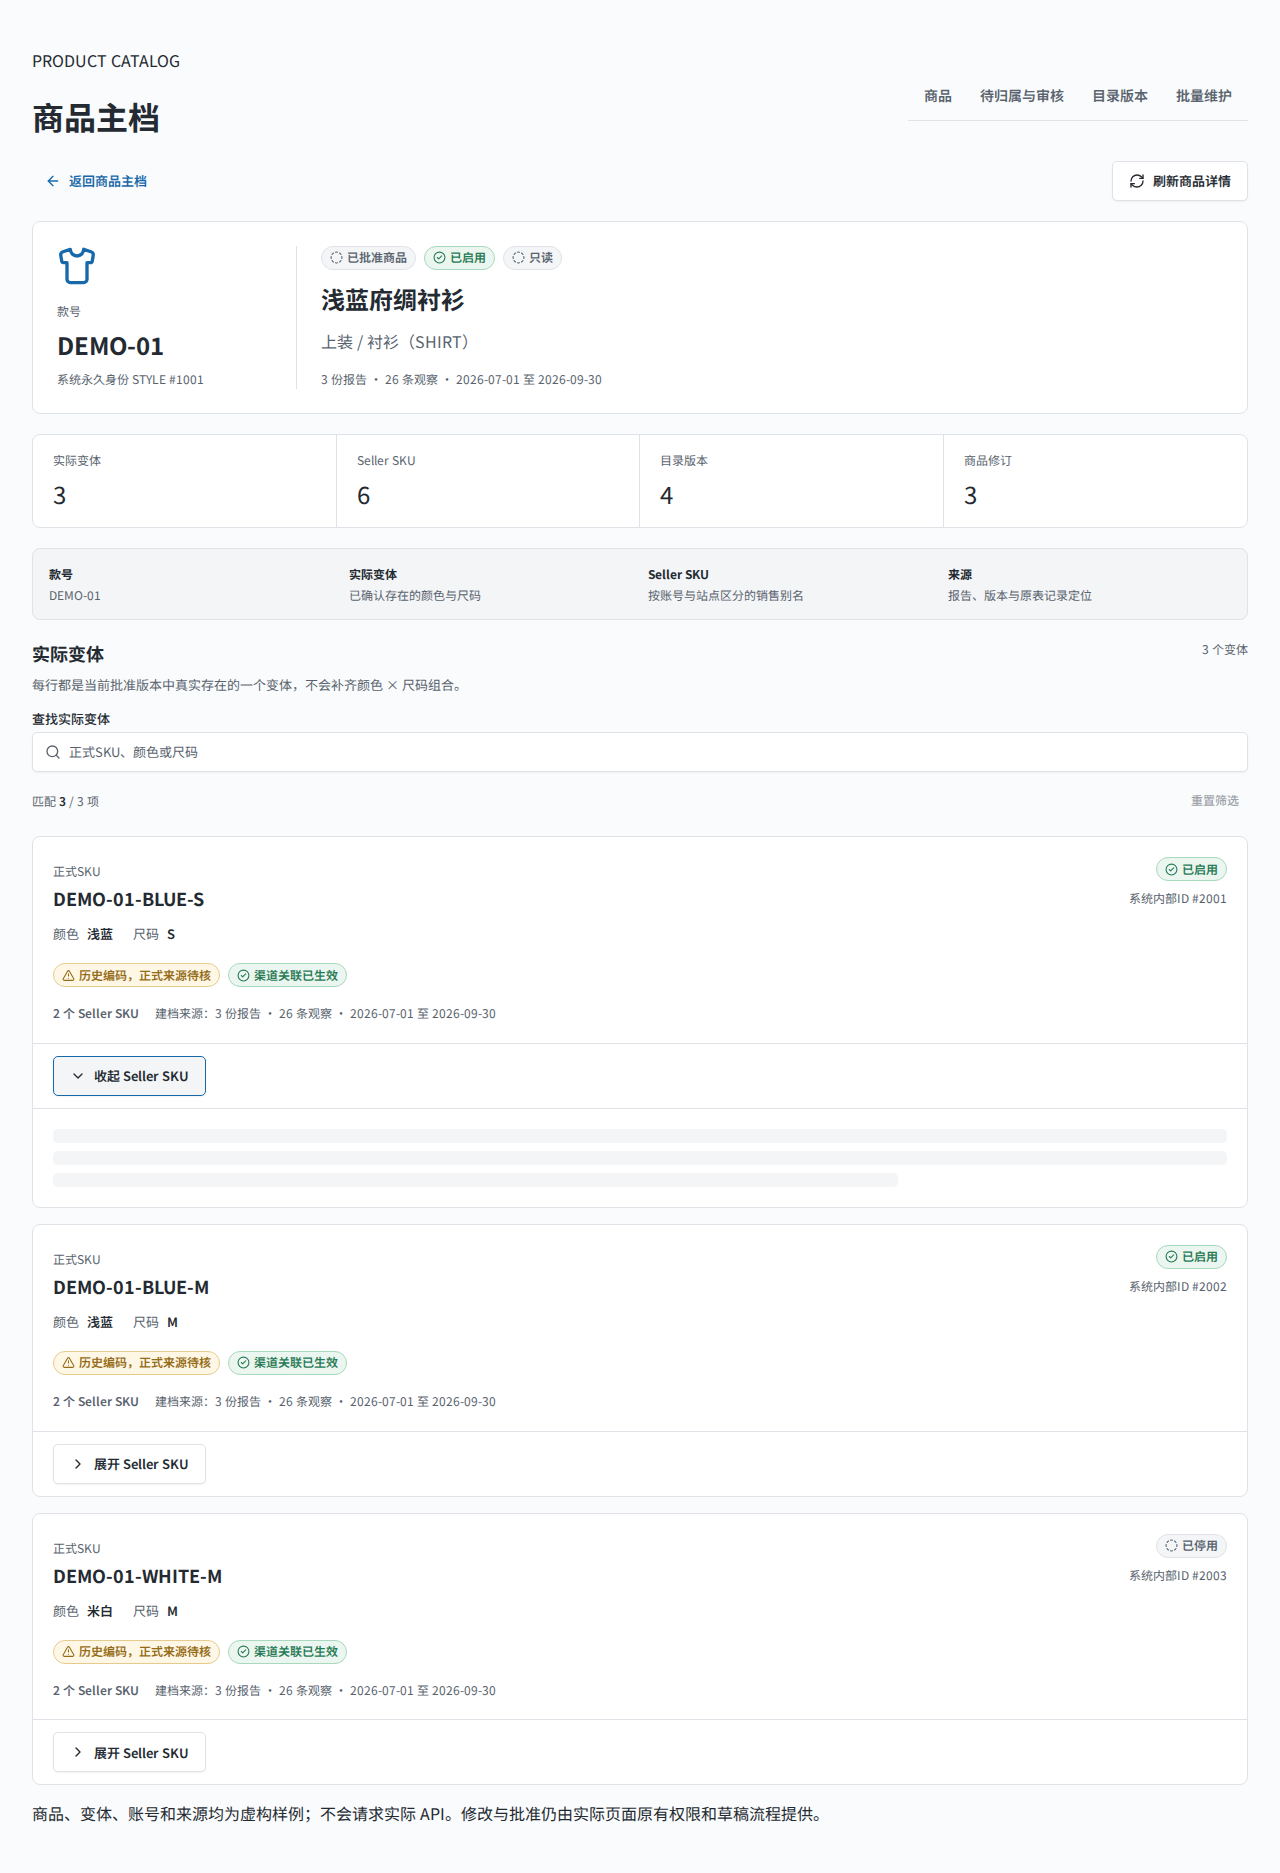 PRODUCT CATALOG
商品主档
商品 待归属与审核 目录版本 批量维护
返回商品主档
刷新商品详情
款号
DEMO-01
系统永久身份 STYLE #1001
已批准商品 已启用 只读
浅蓝府绸衬衫
上装 / 衬衫（SHIRT）
3 份报告 · 26 条观察 · 2026-07-01 至 2026-09-30
实际变体
3
Seller SKU
6
目录版本
4
商品修订
3
款号
DEMO-01
实际变体
已确认存在的颜色与尺码
Seller SKU
按账号与站点区分的销售别名
来源
报告、版本与原表记录定位
实际变体
3 个变体
每行都是当前批准版本中真实存在的一个变体，不会补齐颜色 × 尺码组合。
查找实际变体
正式SKU、颜色或尺码
匹配 3 / 3 项
重置筛选
正式SKU
DEMO-01-BLUE-S
颜色 浅蓝 尺码 S
已启用
系统内部ID #2001
历史编码，正式来源待核 渠道关联已生效
2 个 Seller SKU 建档来源：3 份报告 · 26 条观察 · 2026-07-01 至 2026-09-30
收起 Seller SKU
正式SKU
DEMO-01-BLUE-M
颜色 浅蓝 尺码 M
已启用
系统内部ID #2002
历史编码，正式来源待核 渠道关联已生效
2 个 Seller SKU 建档来源：3 份报告 · 26 条观察 · 2026-07-01 至 2026-09-30
展开 Seller SKU
正式SKU
DEMO-01-WHITE-M
颜色 米白 尺码 M
已停用
系统内部ID #2003
历史编码，正式来源待核 渠道关联已生效
2 个 Seller SKU 建档来源：3 份报告 · 26 条观察 · 2026-07-01 至 2026-09-30
展开 Seller SKU
商品、变体、账号和来源均为虚构样例；不会请求实际 API。修改与批准仍由实际页面原有权限和草稿流程提供。